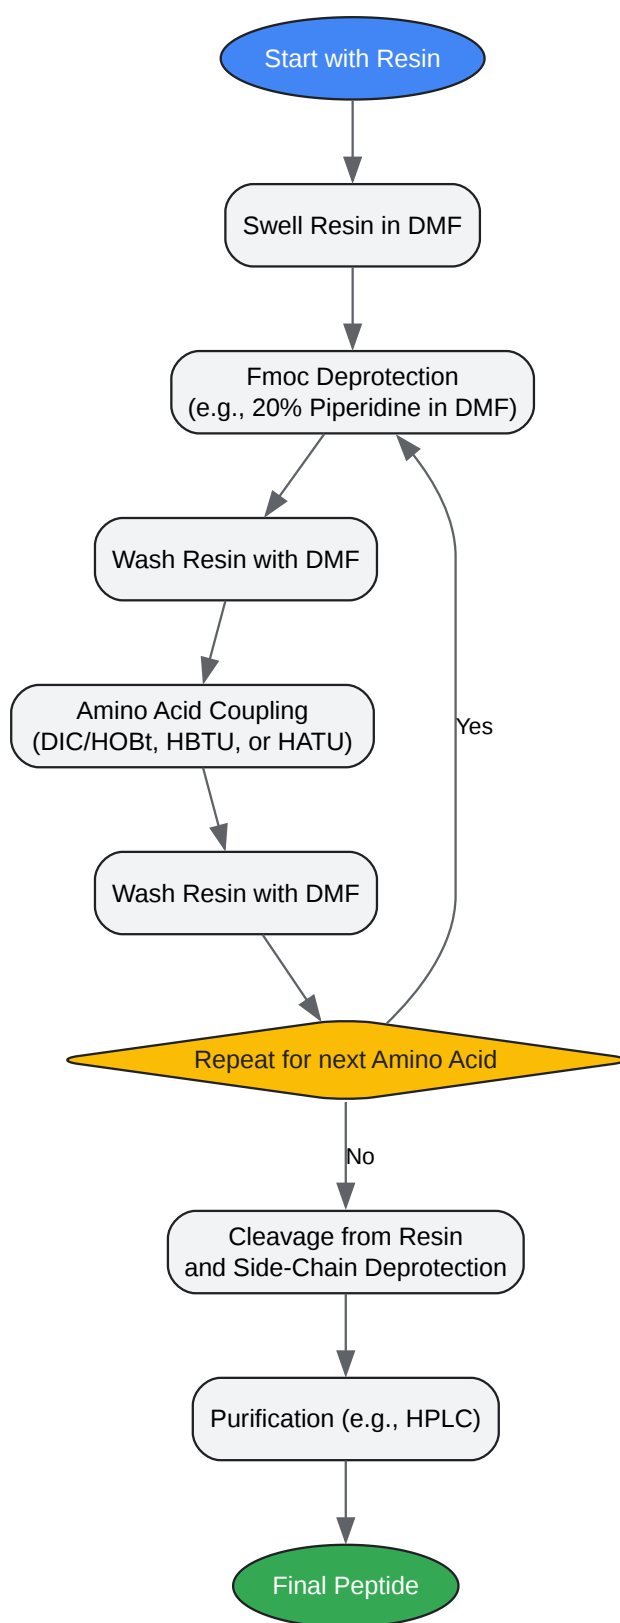 Start with Resin
Swell Resin in DMF
Fmoc Deprotection
(e.g., 20% Piperidine in DMF)
Wash Resin with DMF
Amino Acid Coupling
(DIC/HOBt, HBTU, or HATU)
Yes
Wash Resin with DMF
Repeat for next Amino Acid
No
Cleavage from Resin
and Side-Chain Deprotection
Purification (e.g., HPLC)
Final Peptide